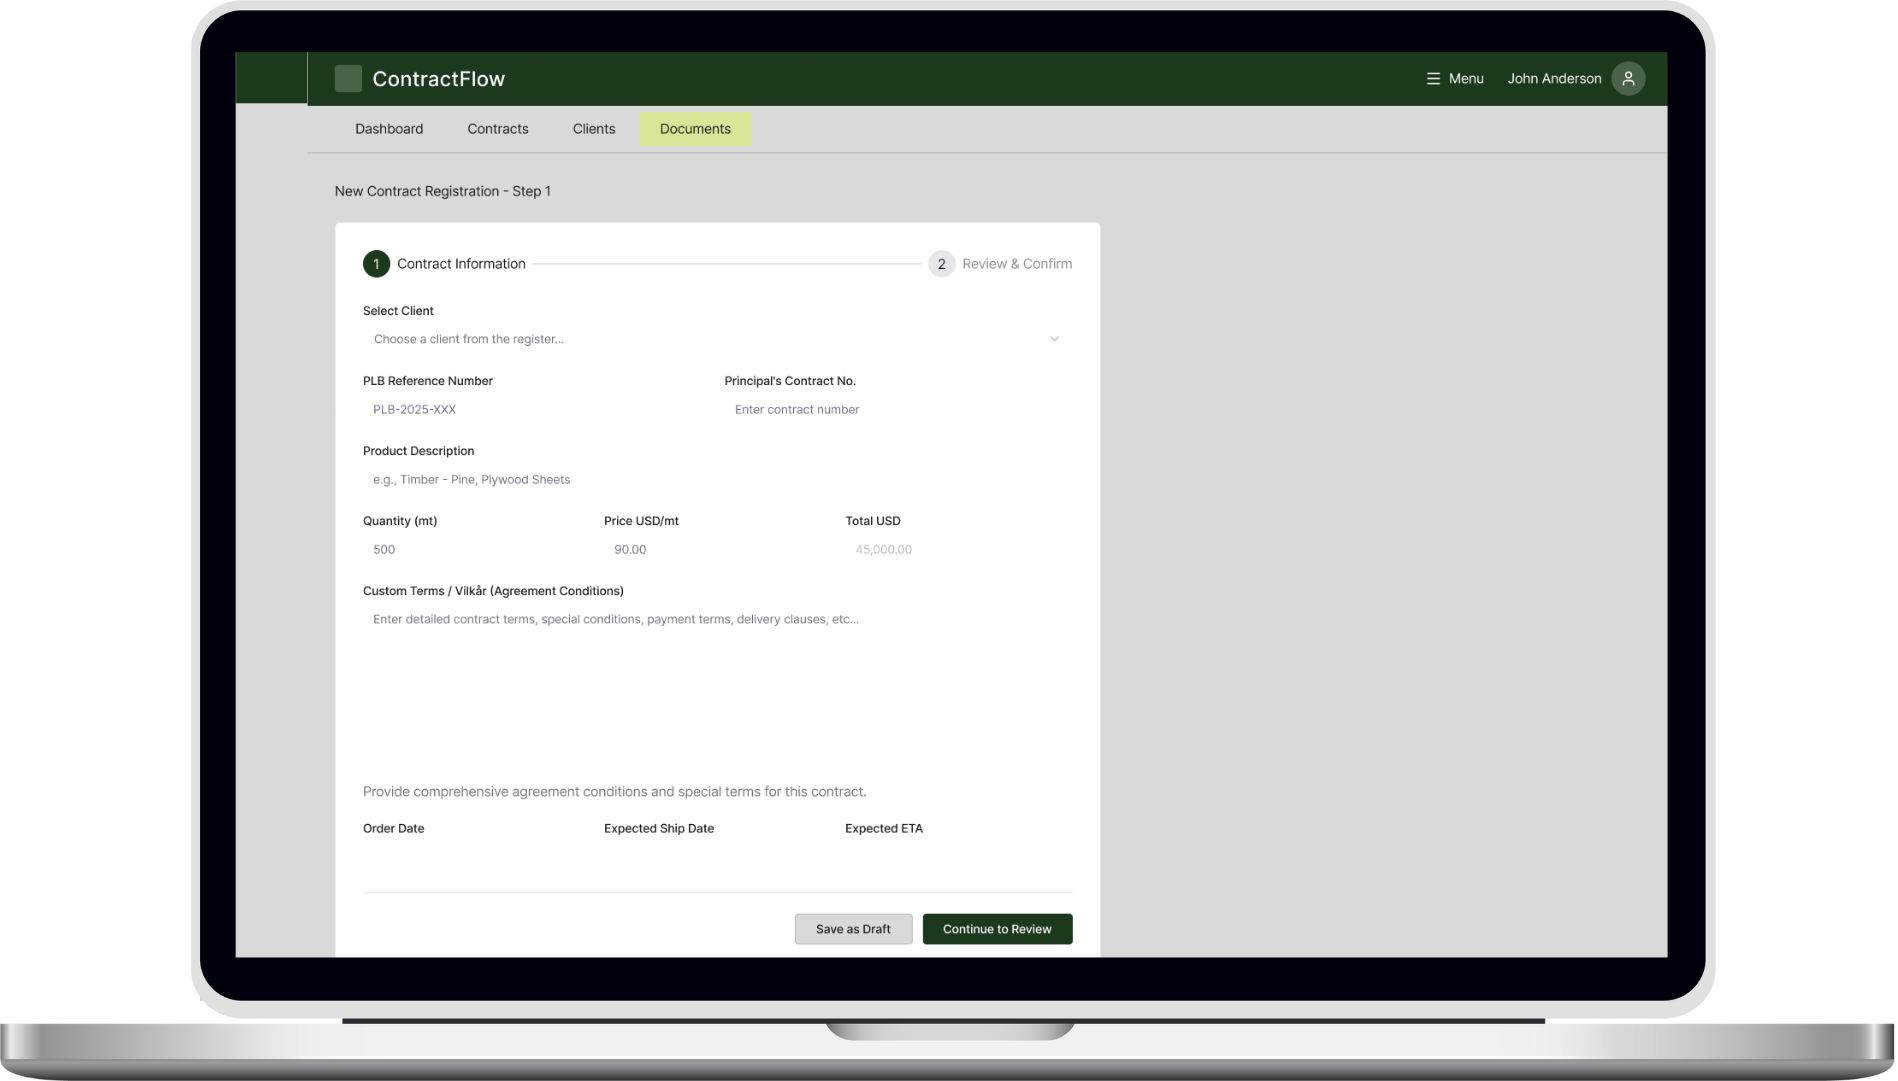 ContractFlow
Menu
John Anderson
Dashboard
Contracts
Clients
Documents
New Contract Registration - Step 1
1
Contract Information
2
Review & Confirm
Select Client
Choose a client from the register...
PLB Reference Number
Principal's Contract No.
PLB-2025-XXX
Enter contract number
Product Description
e.g., Timber - Pine, Plywood Sheets
Quantity (mt)
Price USD/mt
Total USD
500
90.00
45,000.00
Custom Terms / Vilkår (Agreement Conditions)
Enter detailed contract terms, special conditions, payment terms, delivery clauses, etc...
Provide comprehensive agreement conditions and special terms for this contract.
Order Date
Expected Ship Date
Expected ETA
Save as Draft
Continue to Review